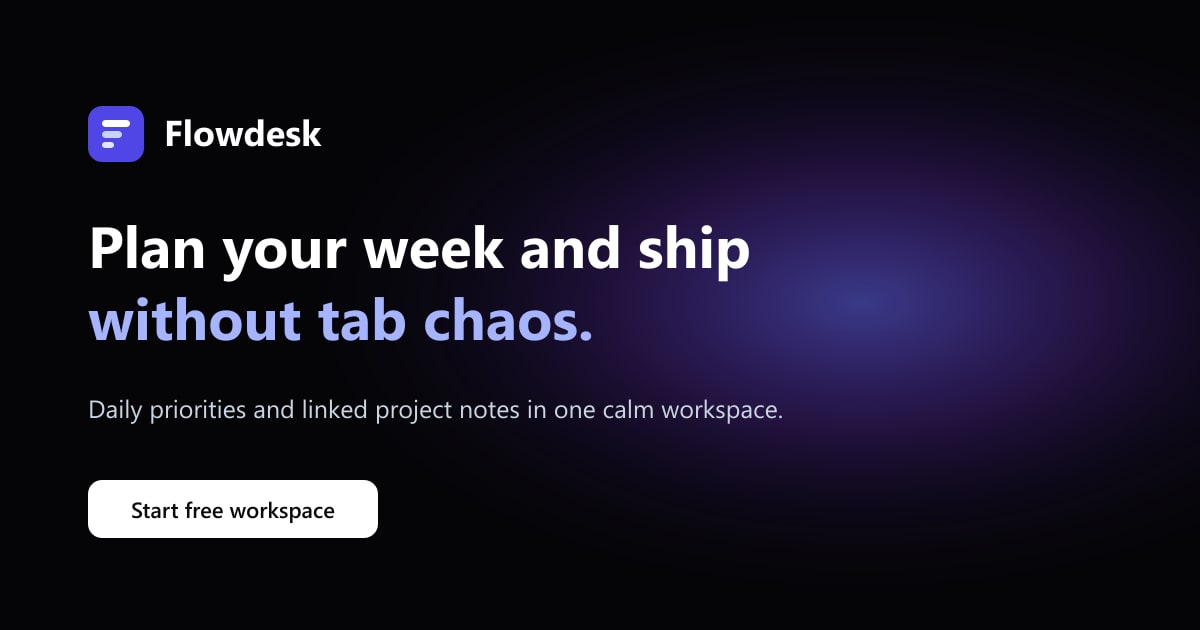 Flowdesk
Plan your week and ship
without tab chaos.
Daily priorities and linked project notes in one calm workspace.
Start free workspace